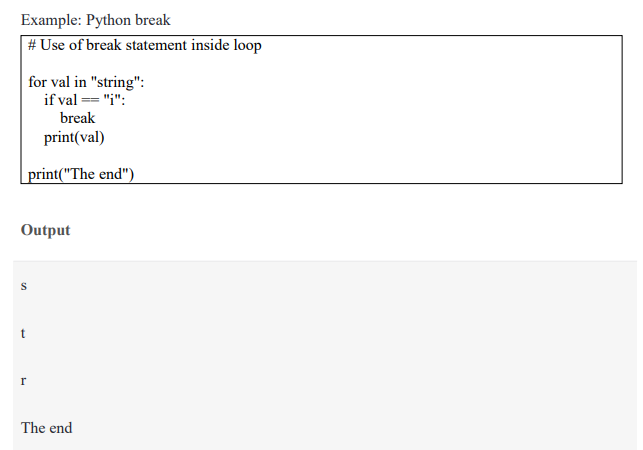 Example: Python break
# Use of break statement inside loop
for val in "string":
if val == "i":
break
print(val)
print("The end")
Output
s
t
r
The end